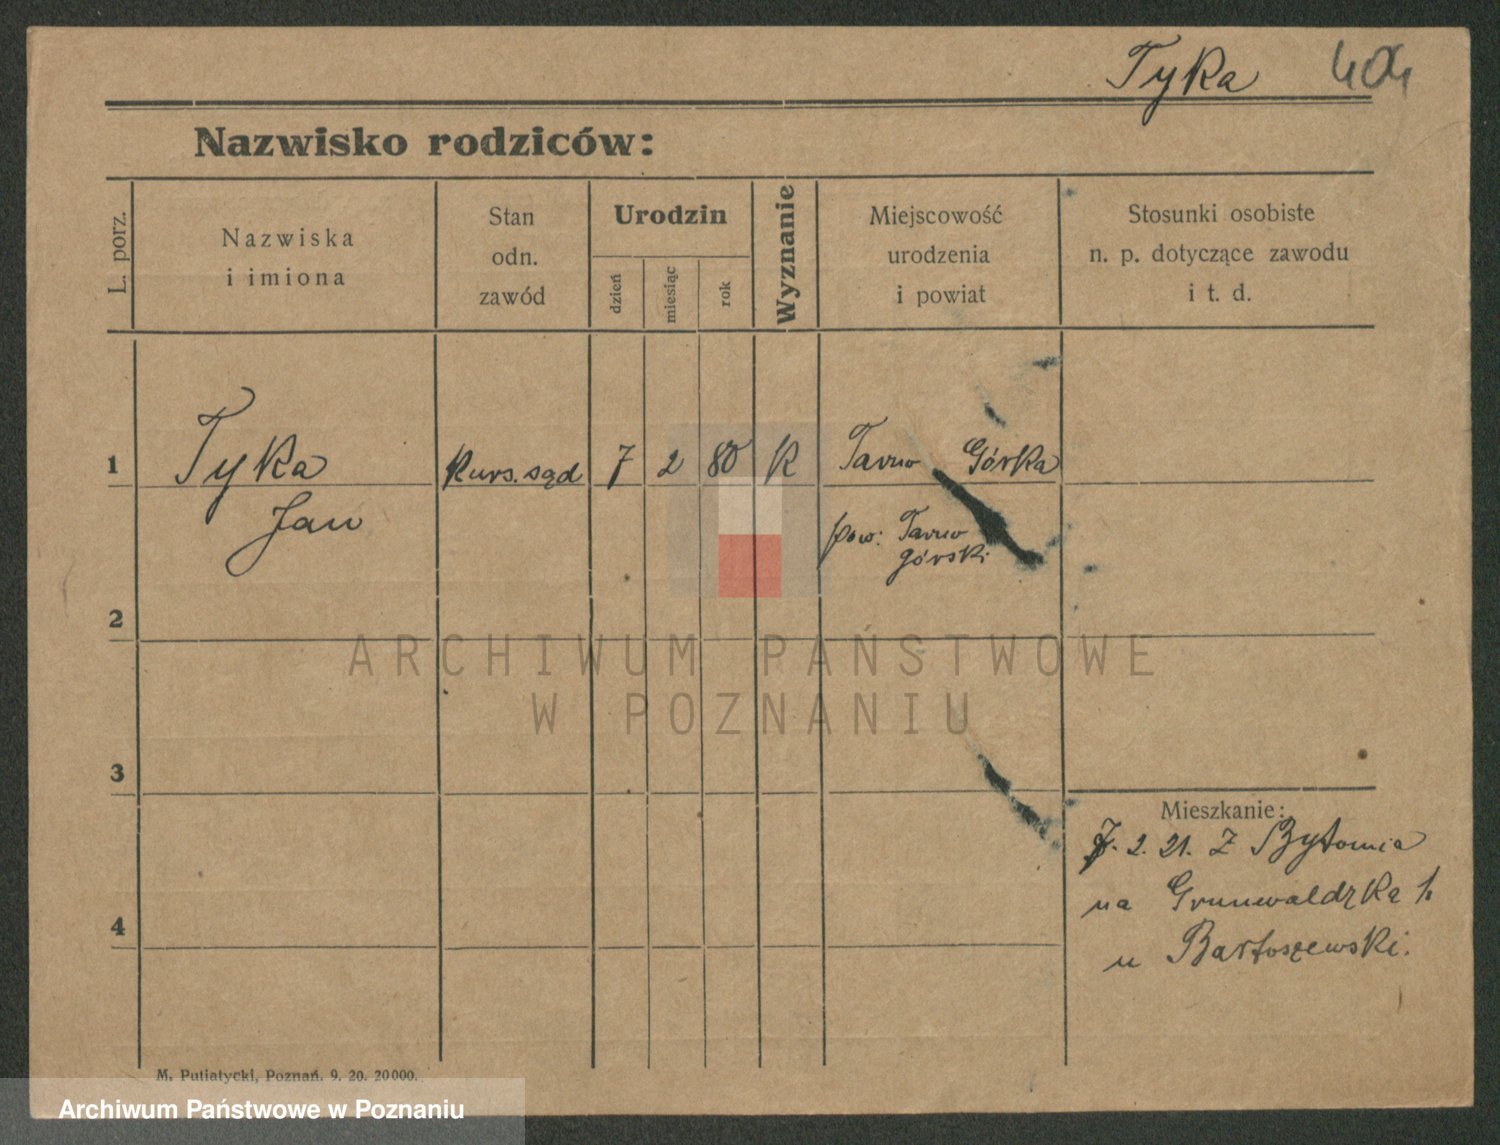 Tyka 404
Nazwisko rodziców:
L. porz.
Nazwiska
i imiona
Stan
odn.
zawód
Urodzin
dzień
miesiąc
rok
Wyznanie
Miejscowość
urodzenia
i powiat
Stosunki osobiste
n. p. dotyczące zawodu
i t. d.
1 Tyka Kurs. sąd 7 2 80 K Tarno Górka
Jan
pow: Tarno
górski
2
3
4
Mieszkanie:
7. 2. 21. Z Bytomia
na Grunwaldzka
u Bartoszewski.
M. Putiatycki, Poznań. 9. 20. 20000.
ARCHIWUM PAŃSTWOWE
W POZNANIU
Archiwum Państwowe w Poznaniu